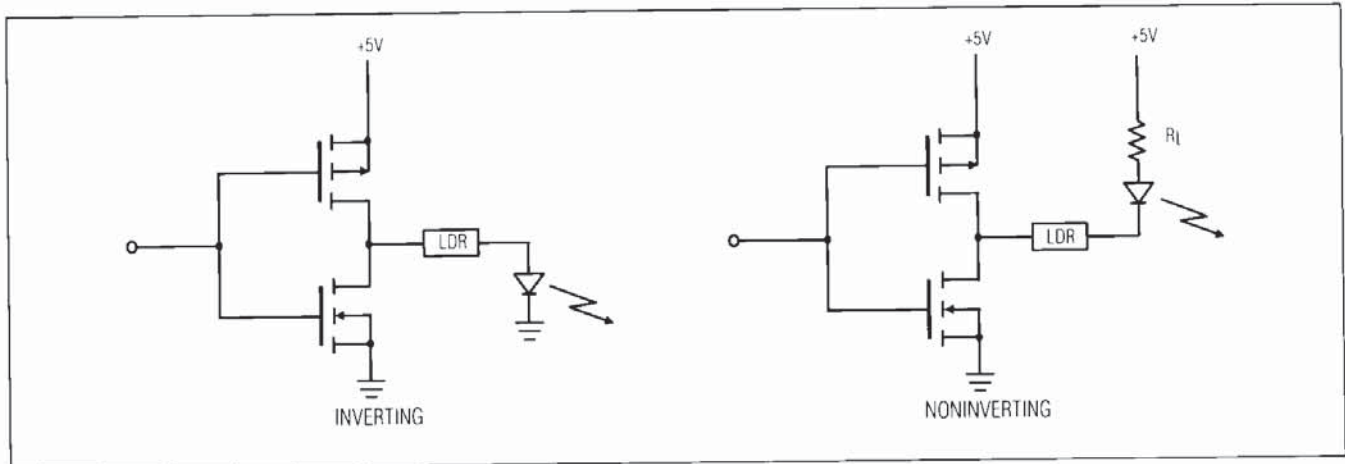 +5V
LDR
INVERTING
+5V
+5V
RL
LDR
NONINVERTING